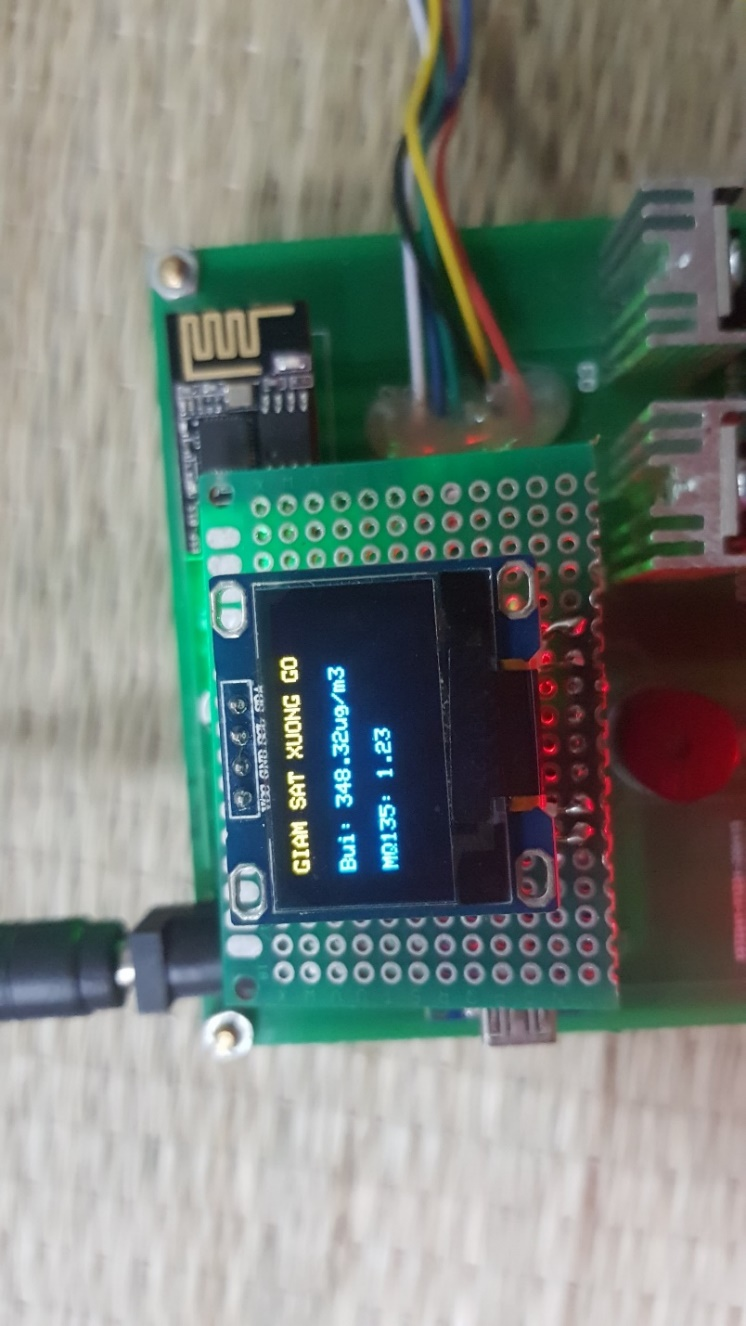 GIAM SAT XUONG GO
Bui: 348.32ug/m3
MQ135: 1.23
VCC GND SCL SDA